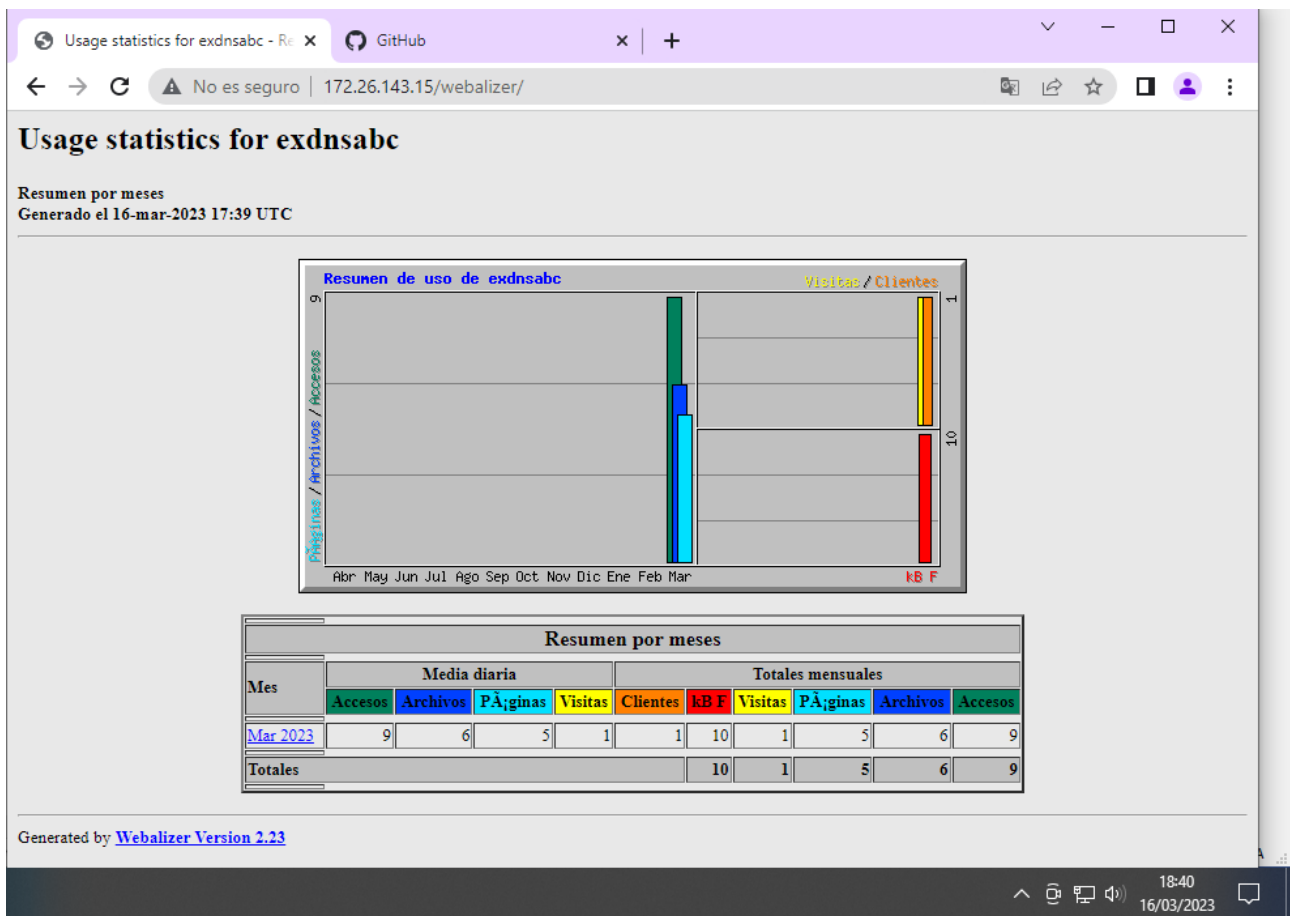 Usage statistics for exdnsabc - Re
GitHub
No es seguro | 172.26.143.15/webalizer/
Usage statistics for exdnsabc
Resumen por meses
Generado el 16-mar-2023 17:39 UTC
Resumen de uso de exdnsabc
Visitas / Clientes
9
1
PÃ¡ginas / Archivos / Accesos
10
Abr May Jun Jul Ago Sep Oct Nov Dic Ene Feb Mar
kB F
Resumen por meses
Mes Media diaria Totales mensuales
Accesos Archivos PÃ¡ginas Visitas Clientes kB F Visitas PÃ¡ginas Archivos Accesos
Mar 2023 9 6 5 1 1 10 1 5 6 9
Totales 10 1 5 6 9
Generated by Webalizer Version 2.23
18:40
16/03/2023